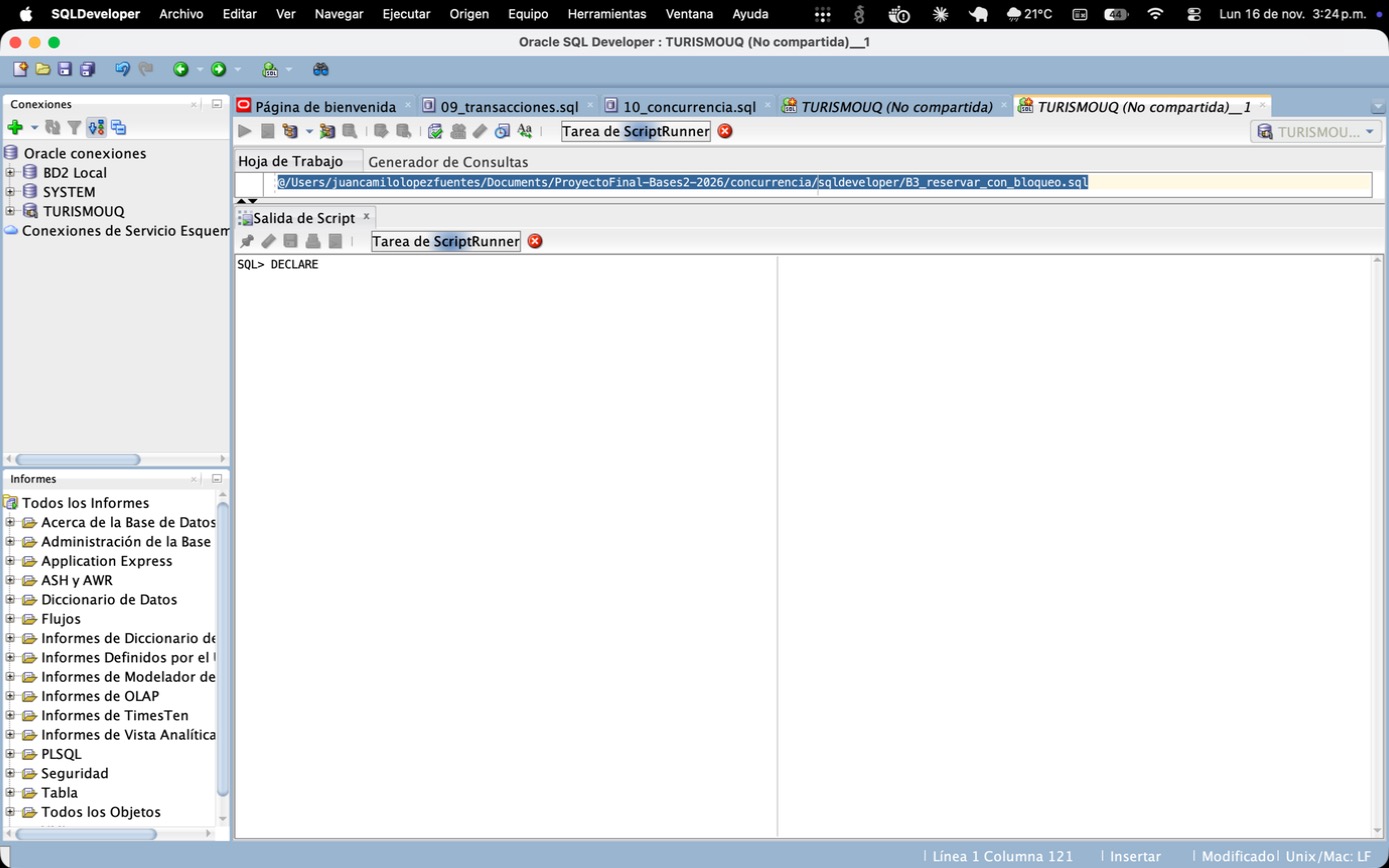 SQLDeveloper Archivo Editar Ver Navegar Ejecutar Origen Equipo Herramientas Ventana Ayuda 21°C 44 Lun 16 de nov. 3:24 p.m.
Oracle SQL Developer : TURISMOUQ (No compartida)__1
Conexiones
Oracle conexiones
BD2 Local
SYSTEM
TURISMOUQ
Conexiones de Servicio Esquem
Informes
Todos los Informes
Acerca de la Base de Datos
Administración de la Base
Application Express
ASH y AWR
Diccionario de Datos
Flujos
Informes de Diccionario de
Informes Definidos por el
Informes de Modelador de
Informes de OLAP
Informes de TimesTen
Informes de Vista Analítica
PLSQL
Seguridad
Tabla
Todos los Objetos
Página de bienvenida 09_transacciones.sql 10_concurrencia.sql TURISMOUQ (No compartida) TURISMOUQ (No compartida)__1
Tarea de ScriptRunner TURISMOU...
Hoja de Trabajo Generador de Consultas
@/Users/juancamilolopezfuentes/Documents/ProyectoFinal-Bases2-2026/concurrencia/sqldeveloper/B3_reservar_con_bloqueo.sql
Salida de Script
Tarea de ScriptRunner
SQL> DECLARE
Línea 1 Columna 121 Insertar Modificado Unix/Mac: LF